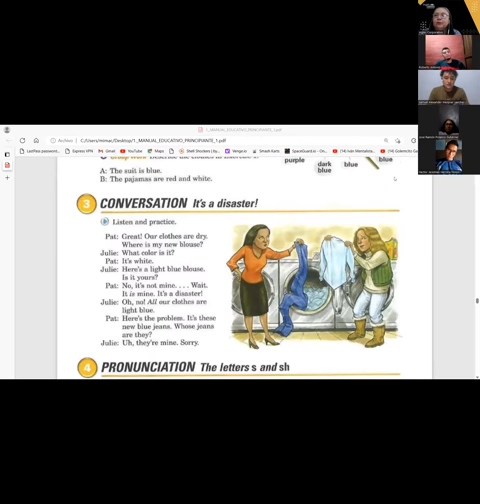 1_MANUAL_EDUCATIVO_PRINCIPIANTE_1.pdf
Archivo C:/Users/nimax/Desktop/1_MANUAL_EDUCATIVO_PRINCIPIANTE_1.pdf
Express VPN Gmail YouTube Maps
purple dark blue blue blue
A: The suit is blue.
B: The pajamas are red and white.
3 CONVERSATION It's a disaster!
Listen and practice.
Pat: Great! Our clothes are dry.
Where is my new blouse?
Julie: What color is it?
Pat: It's white.
Julie: Here's a light blue blouse.
Is it yours?
Pat: No, it's not mine. . . . Wait.
It is mine. It's a disaster!
Julie: Oh, no! All our clothes are
light blue.
Pat: Here's the problem. It's these
new blue jeans. Whose jeans
are they?
Julie: Uh, they're mine. Sorry.
4 PRONUNCIATION The letters s and sh